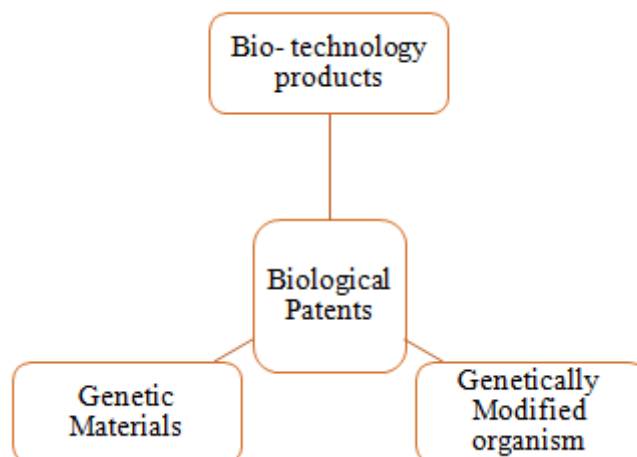 Bio- technology
products
Biological
Patents
Genetic
Materials
Genetically
Modified
organism